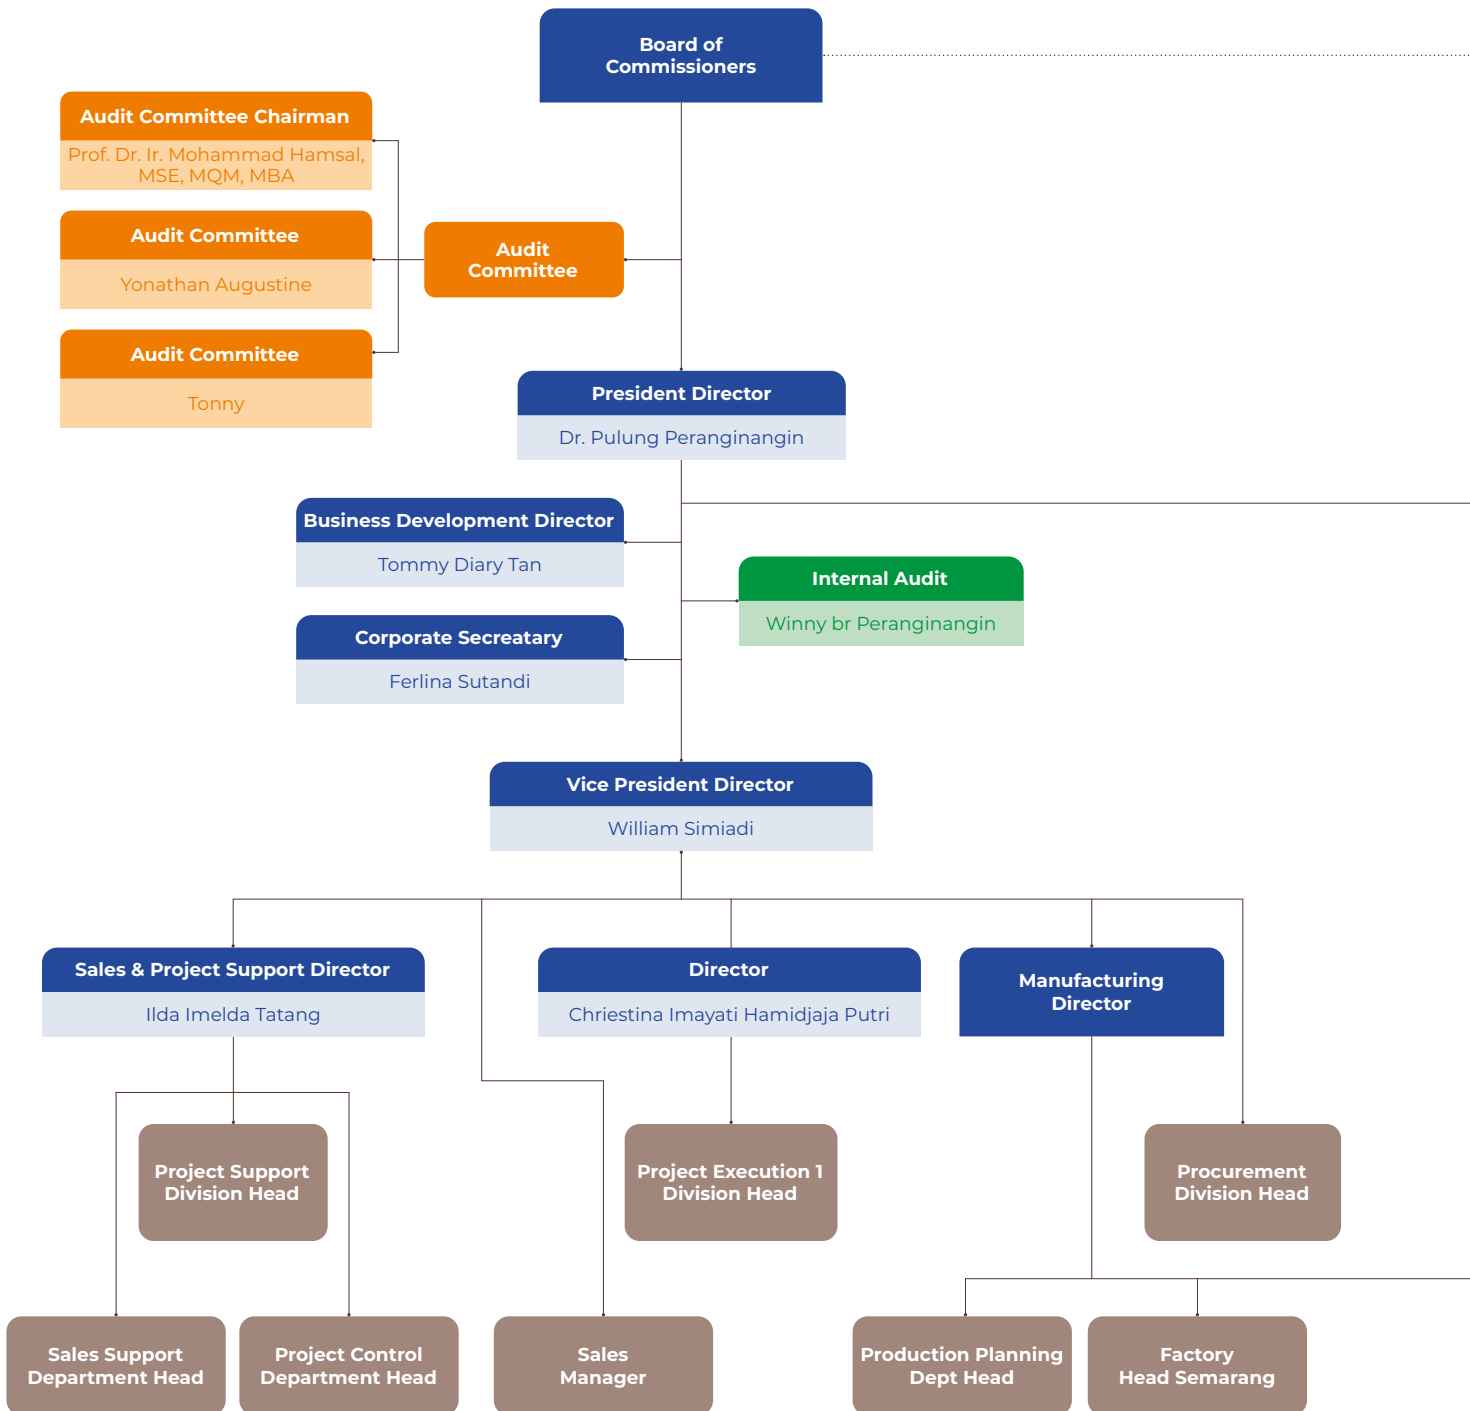 Board of
Commissioners
Audit Committee Chairman
Prof. Dr. Ir. Mohammad Hamsal,
MSE, MQM, MBA
Audit Committee
Yonathan Augustine
Audit
Committee
Audit Committee
Tonny
President Director
Dr. Pulung Peranginangin
Business Development Director
Tommy Diary Tan
Internal Audit
Winny br Peranginangin
Corporate Secreatary
Ferlina Sutandi
Vice President Director
William Simiadi
Sales & Project Support Director
Ilda Imelda Tatang
Director
Chriestina Imayati Hamidjaja Putri
Manufacturing
Director
Project Support
Division Head
Project Execution 1
Division Head
Procurement
Division Head
Sales Support
Department Head
Project Control
Department Head
Sales
Manager
Production Planning
Dept Head
Factory
Head Semarang